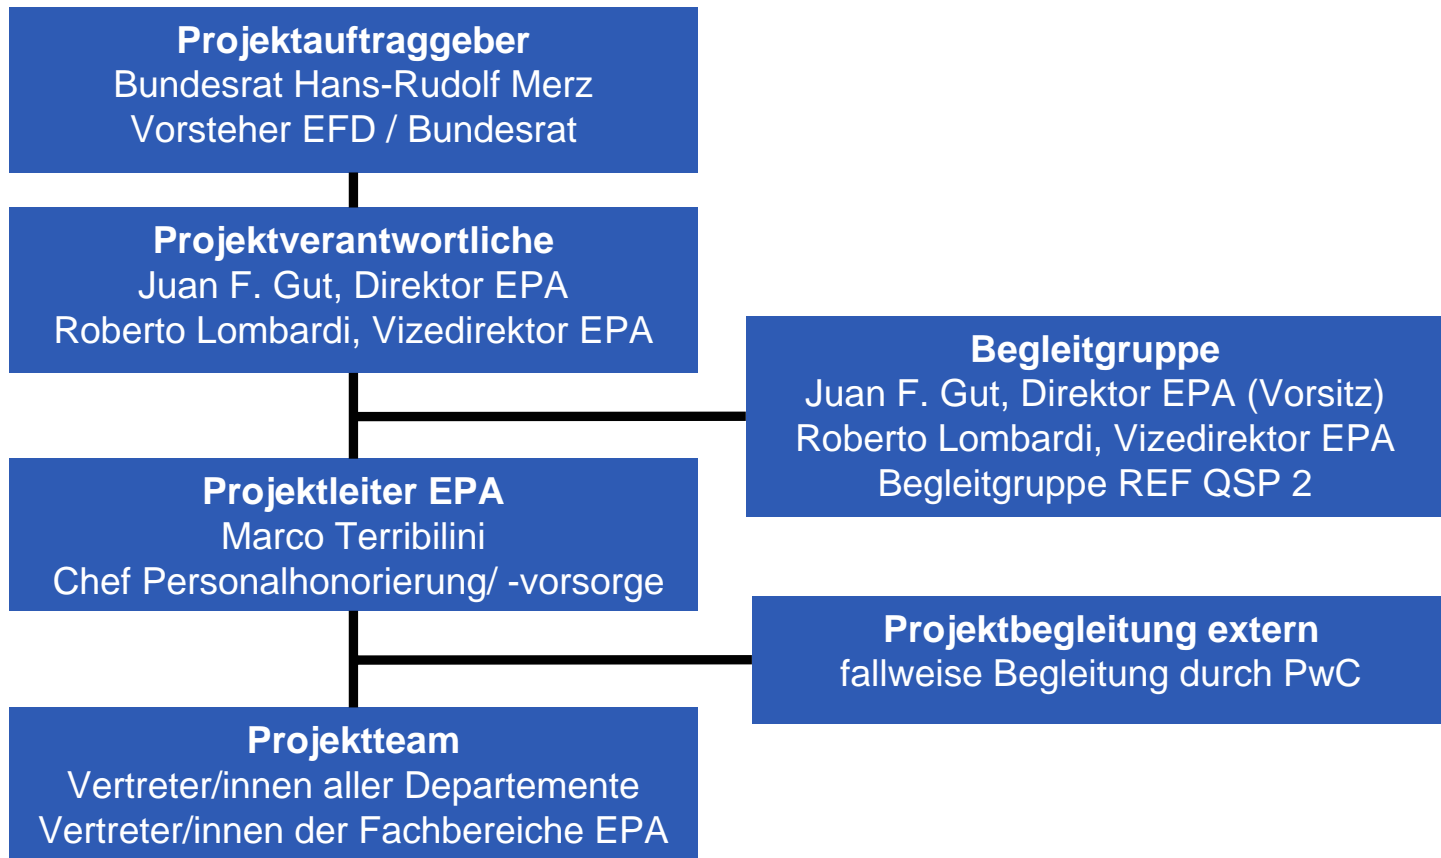 Projektauftraggeber
Bundesrat Hans-Rudolf Merz
Vorsteher EFD / Bundesrat
Projektverantwortliche
Juan F. Gut, Direktor EPA
Roberto Lombardi, Vizedirektor EPA
Begleitgruppe
Juan F. Gut, Direktor EPA (Vorsitz)
Roberto Lombardi, Vizedirektor EPA
Begleitgruppe REF QSP 2
Projektleiter EPA
Marco Terribilini
Chef Personalhonorierung/ -vorsorge
Projektbegleitung extern
fallweise Begleitung durch PwC
Projektteam
Vertreter/innen aller Departemente
Vertreter/innen der Fachbereiche EPA